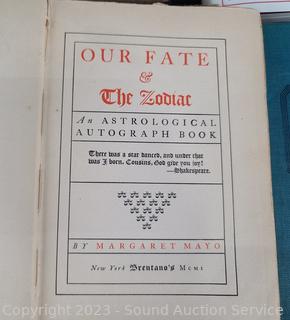 OUR FATE
&
The Zodiac
An ASTROLOGICAL
AUTOGRAPH BOOK
There was a star danced, and under that
was I born. Cousins, God give you joy!
—Shakespeare.
BY MARGARET MAYO
New York Brentano's MCMI
Copyright 2023 - Sound Auction Service